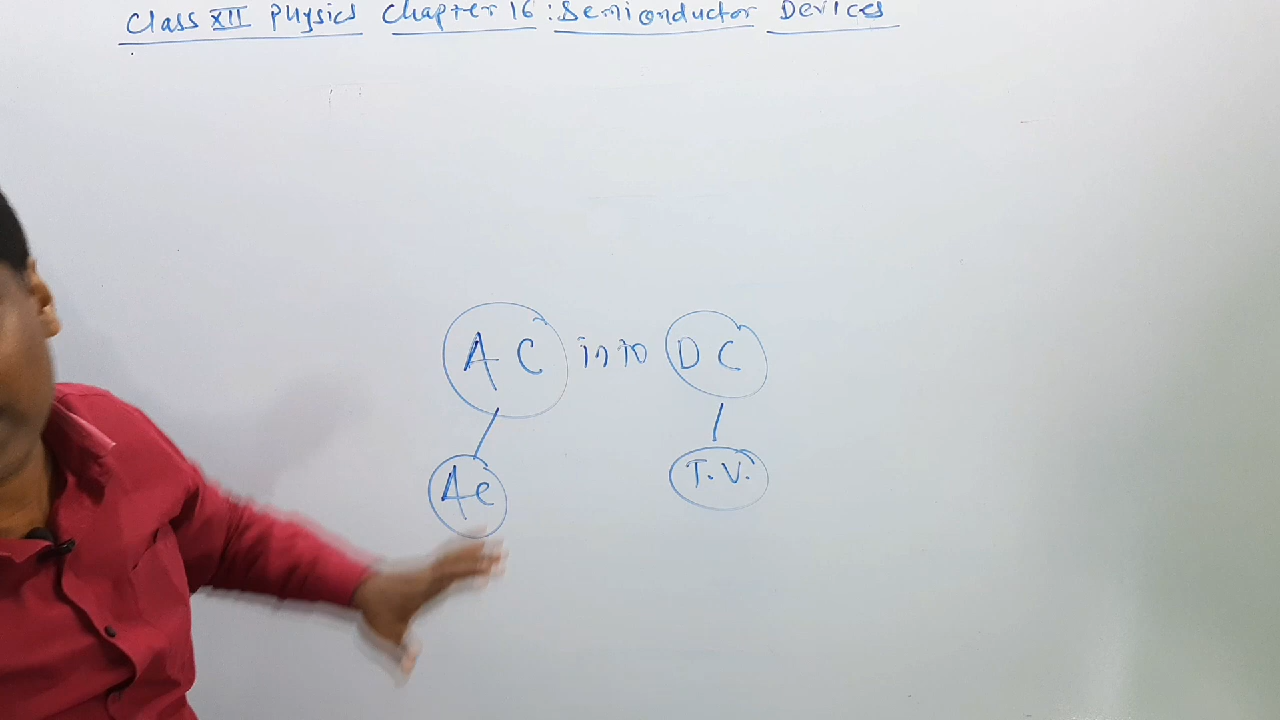 Class XII Physics Chapter 16: Semiconductor Devices
AC into DC
Ac T.V.